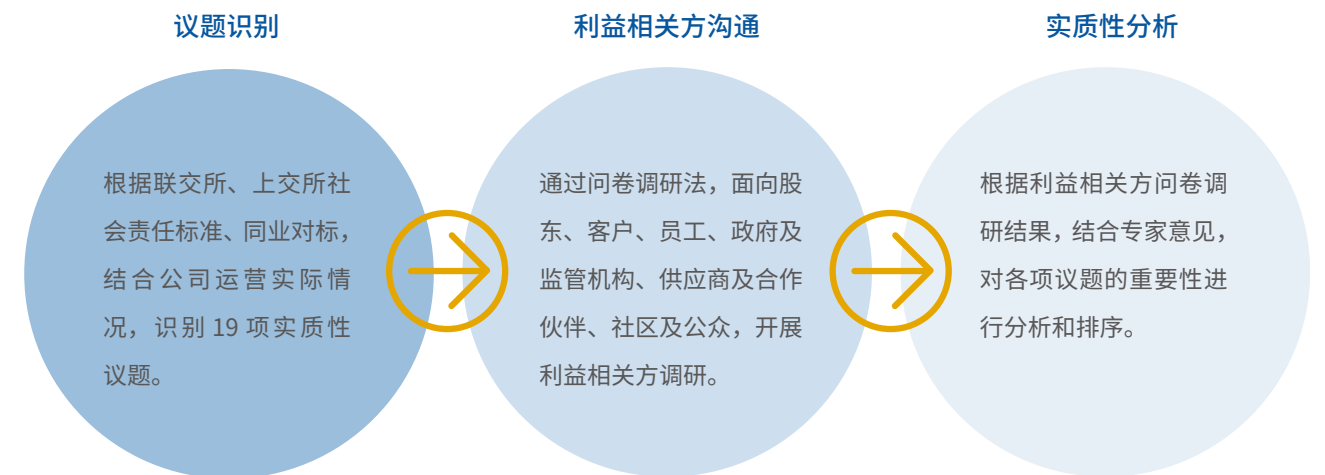 议题识别
根据联交所、上交所社
会责任标准、同业对标，
结合公司运营实际情
况，识别 19 项实质性
议题。
利益相关方沟通
通过问卷调研法，面向股
东、客户、员工、政府及
监管机构、供应商及合作
伙伴、社区及公众，开展
利益相关方调研。
实质性分析
根据利益相关方问卷调
研结果，结合专家意见，
对各项议题的重要性进
行分析和排序。